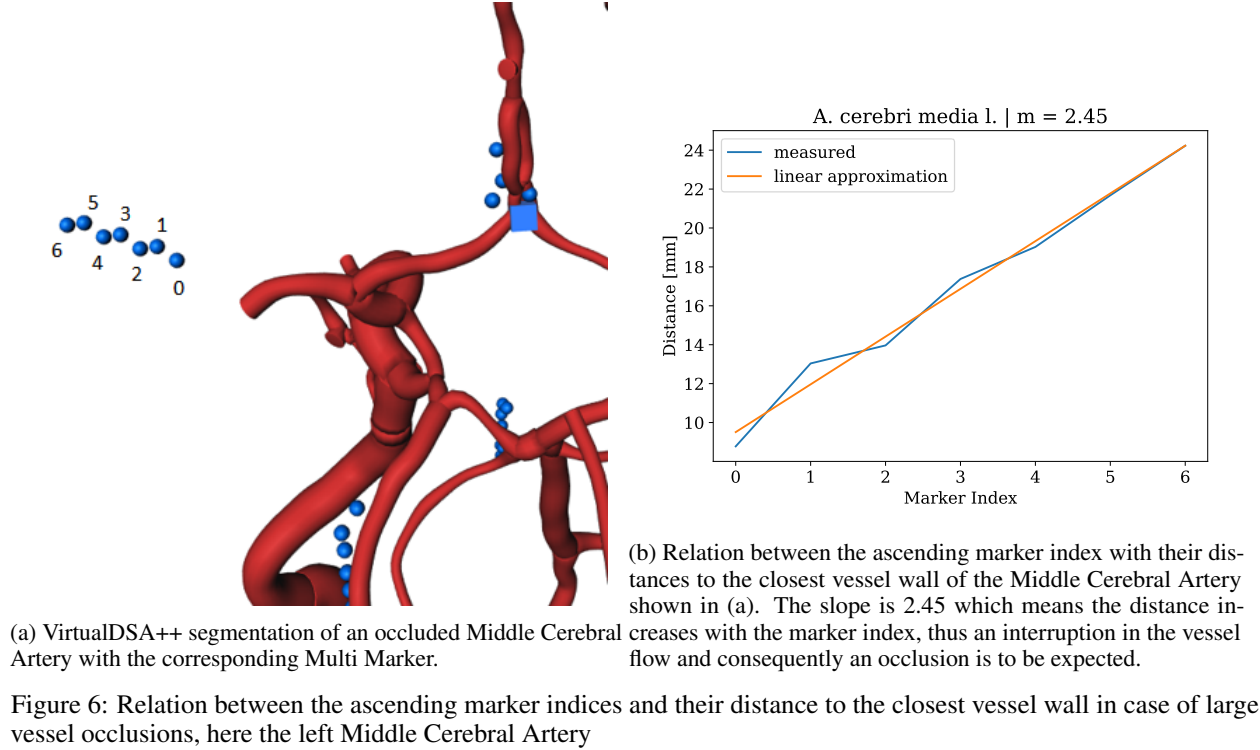 5
3
1
6
4
2
0
A. cerebri media l. | m = 2.45
measured
linear approximation
24
22
20
18
16
14
12
10
Distance [mm]
0 1 2 3 4 5 6
Marker Index
(a) VirtualDSA++ segmentation of an occluded Middle Cerebral
Artery with the corresponding Multi Marker.
(b) Relation between the ascending marker index with their dis-
tances to the closest vessel wall of the Middle Cerebral Artery
shown in (a). The slope is 2.45 which means the distance in-
creases with the marker index, thus an interruption in the vessel
flow and consequently an occlusion is to be expected.
Figure 6: Relation between the ascending marker indices and their distance to the closest vessel wall in case of large
vessel occlusions, here the left Middle Cerebral Artery